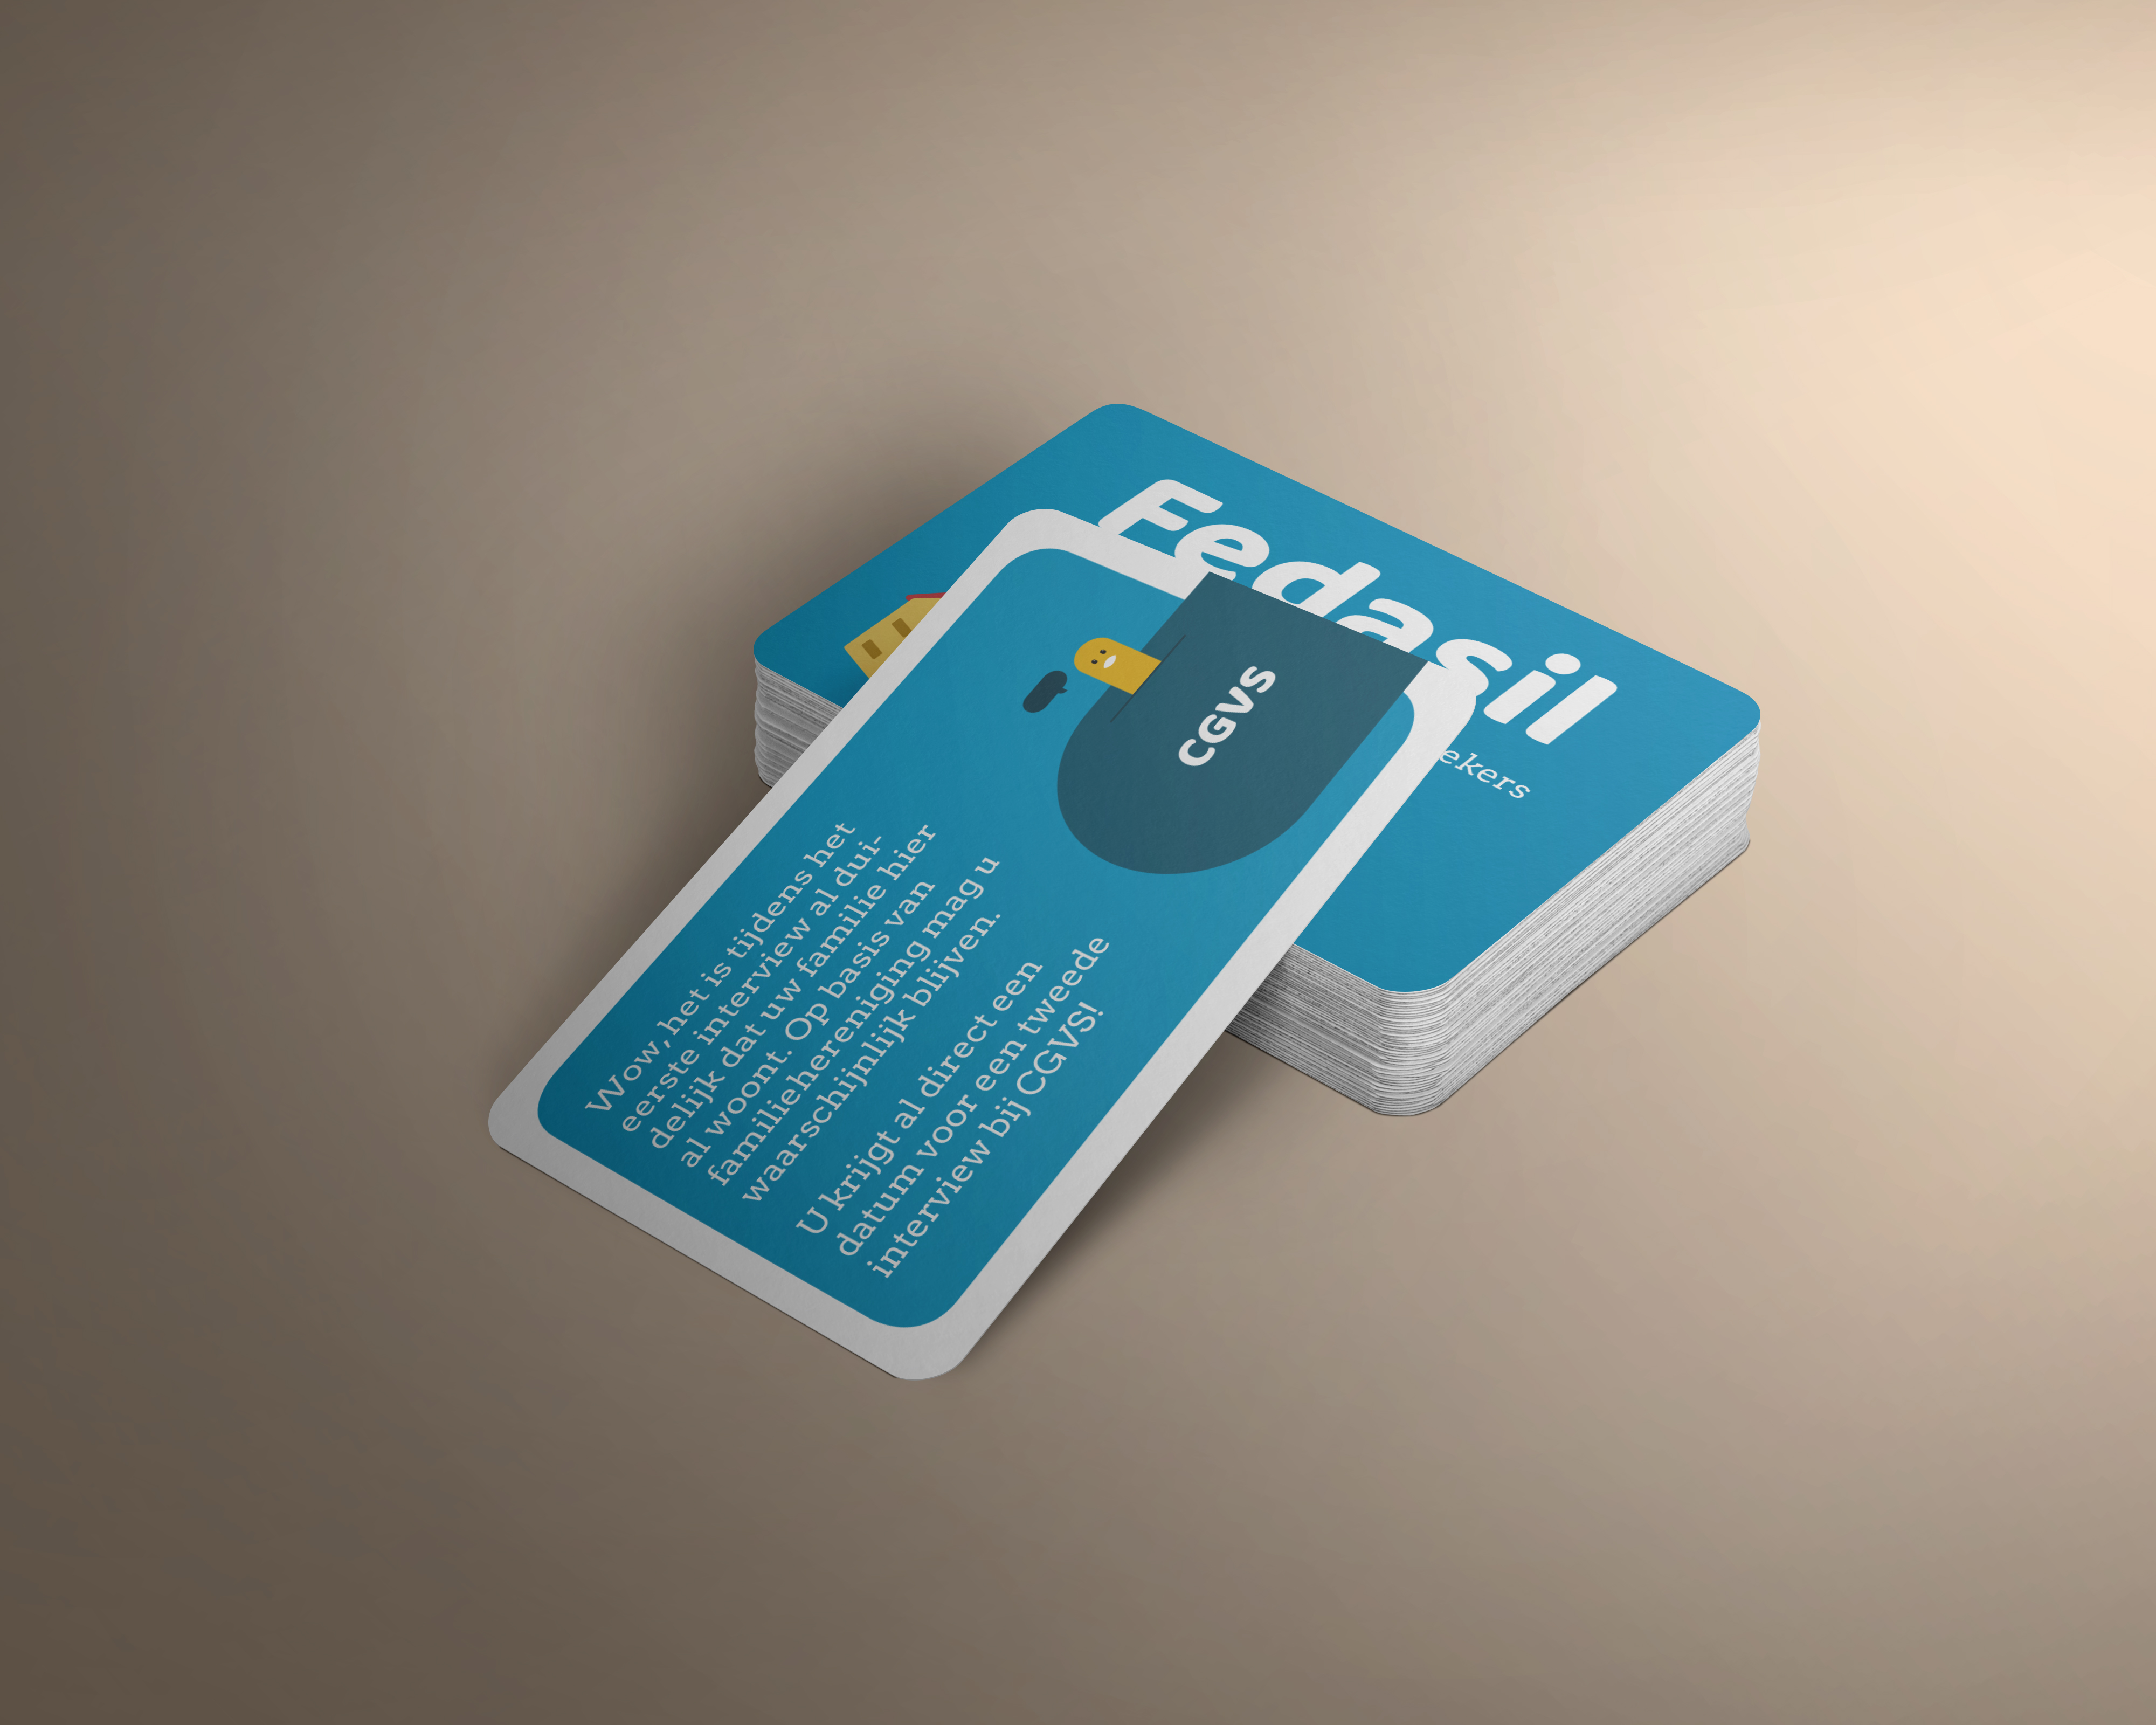 Eedasil
ekers
CGVS
Wow, het is tijdens het
eerste interview al dui-
delijk dat uw familie hier
al woont. Op basis van
familiehereniging mag u
waarschijnlijk blijven.
U krijgt al direct een
datum voor een tweede
interview bij CGVS!